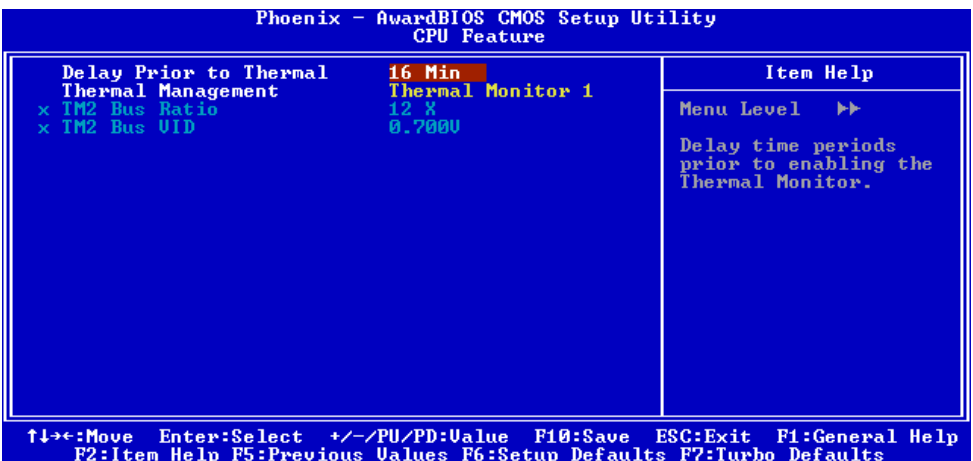 Phoenix - AwardBIOS CMOS Setup Utility
CPU Feature
Delay Prior to Thermal 16 Min
Thermal Management Thermal Monitor 1
x TM2 Bus Ratio 12 X
x TM2 Bus VID 0.700V
Item Help
Menu Level ►►
Delay time periods
prior to enabling the
Thermal Monitor.
↑↓→←:Move Enter:Select +/-/PU/PD:Value F10:Save ESC:Exit F1:General Help
F2:Item Help F5:Previous Values F6:Setup Defaults F7:Turbo Defaults